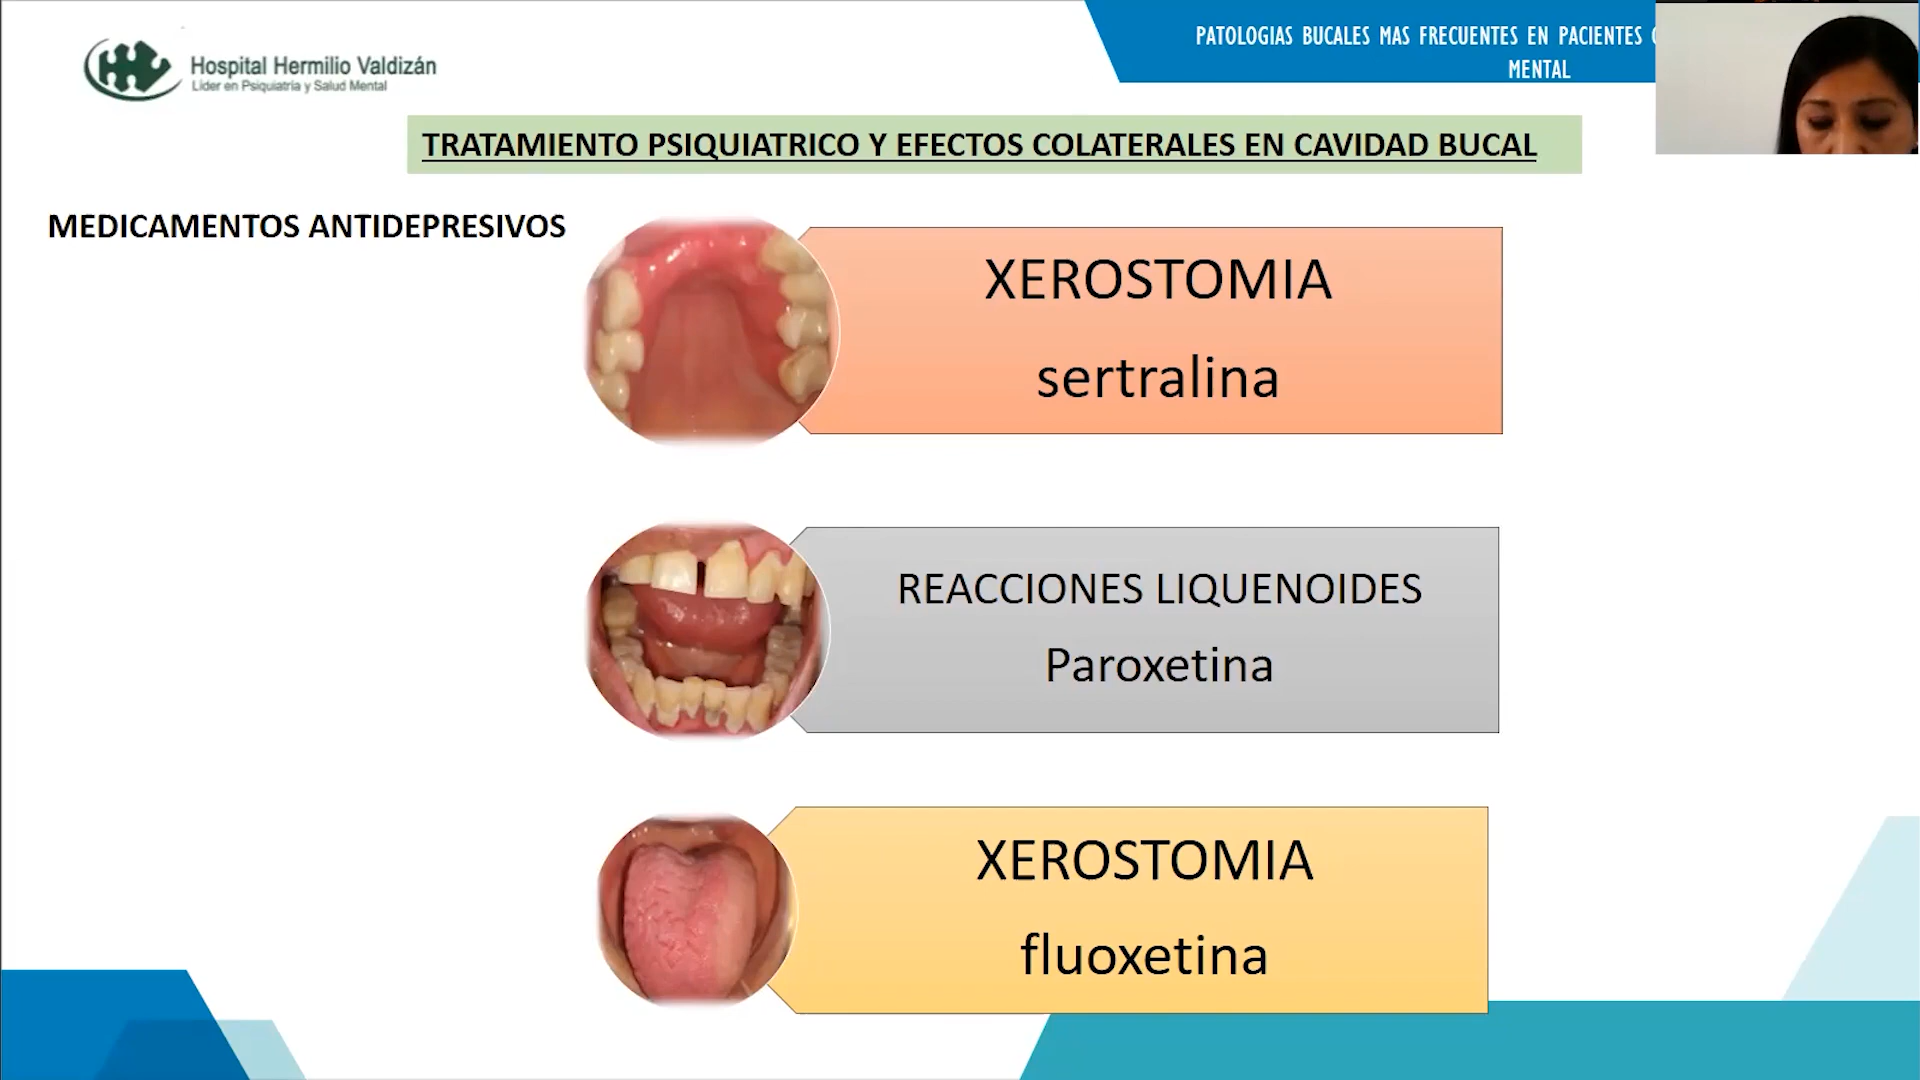 Hospital Hermilio Valdizán
Líder en Psiquiatría y Salud Mental
PATOLOGIAS BUCALES MAS FRECUENTES EN PACIENTES
MENTAL
TRATAMIENTO PSIQUIATRICO Y EFECTOS COLATERALES EN CAVIDAD BUCAL
MEDICAMENTOS ANTIDEPRESIVOS
XEROSTOMIA
sertralina
REACCIONES LIQUENOIDES
Paroxetina
XEROSTOMIA
fluoxetina